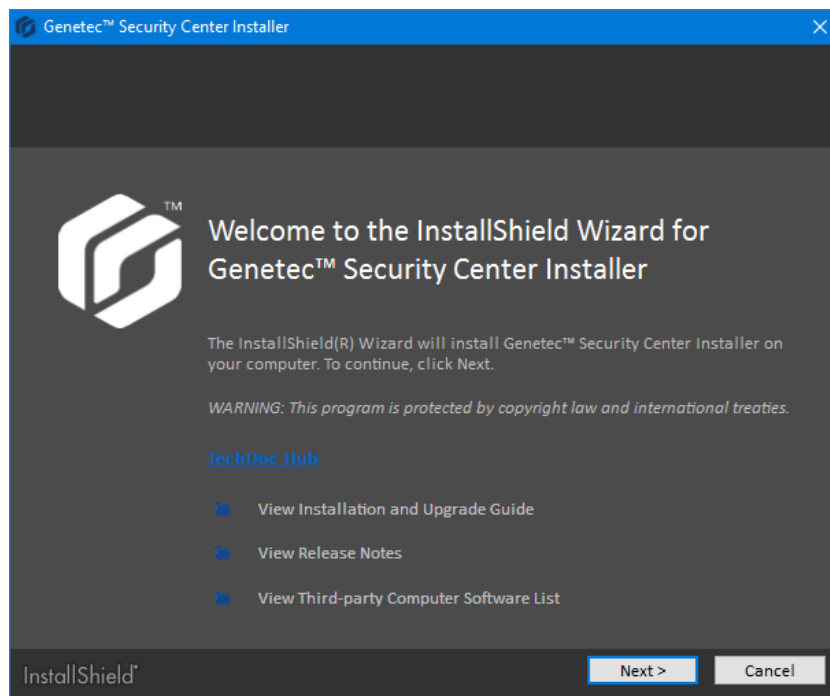 Genetec™ Security Center Installer
TM
Welcome to the InstallShield Wizard for
Genetec™ Security Center Installer
The InstallShield(R) Wizard will install Genetec™ Security Center Installer on
your computer. To continue, click Next.
WARNING: This program is protected by copyright law and international treaties.
TechDoc Hub
View Installation and Upgrade Guide
View Release Notes
View Third-party Computer Software List
InstallShield®
Next >
Cancel